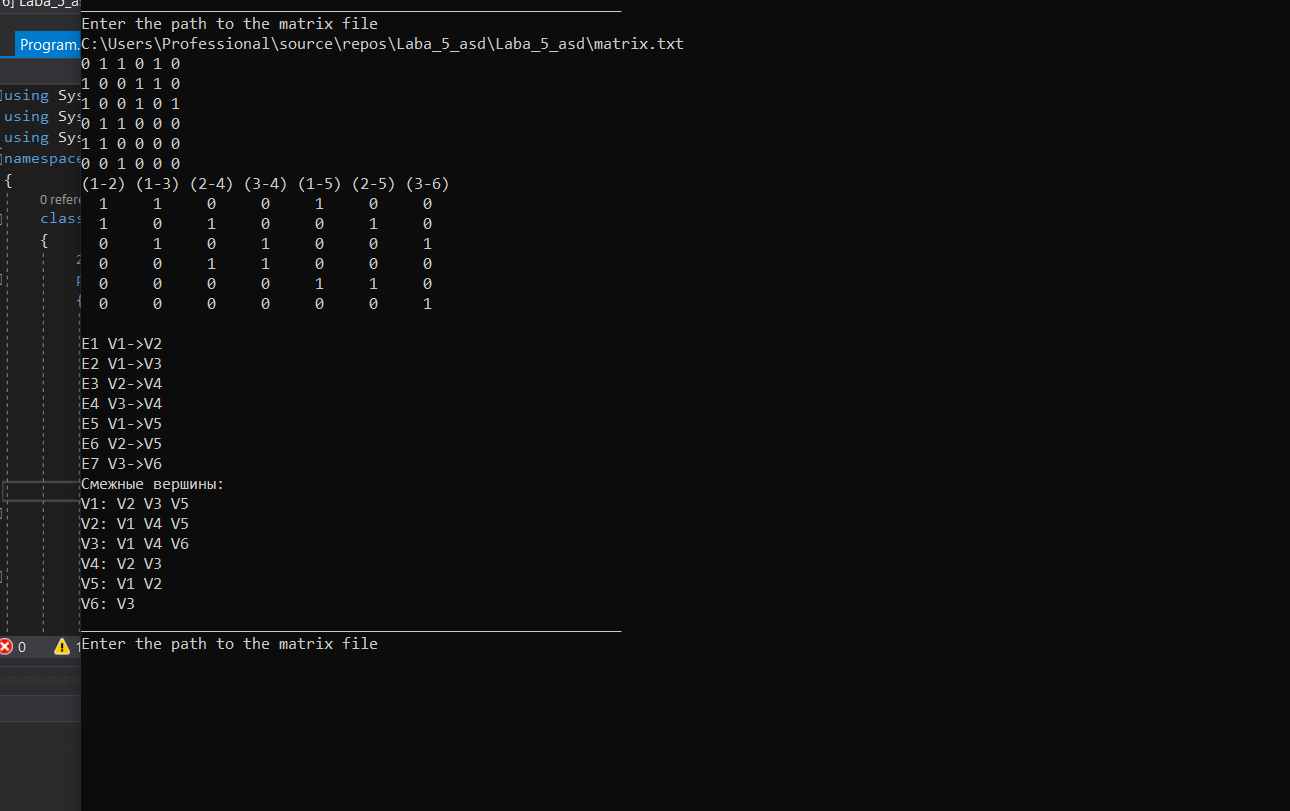 6] Laba_5_a
Program.
using Sys
using Sys
using Sys
namespace
{
0 refere
class
{
2
p
{
0
1
Enter the path to the matrix file
C:\Users\Professional\source\repos\Laba_5_asd\Laba_5_asd\matrix.txt
0 1 1 0 1 0
1 0 0 1 1 0
1 0 0 1 0 1
0 1 1 0 0 0
1 1 0 0 0 0
0 0 1 0 0 0
(1-2) (1-3) (2-4) (3-4) (1-5) (2-5) (3-6)
1 1 0 0 1 0 0
1 0 1 0 0 1 0
0 1 0 1 0 0 1
0 0 1 1 0 0 0
0 0 0 0 1 1 0
0 0 0 0 0 0 1
E1 V1->V2
E2 V1->V3
E3 V2->V4
E4 V3->V4
E5 V1->V5
E6 V2->V5
E7 V3->V6
Смежные вершины:
V1: V2 V3 V5
V2: V1 V4 V5
V3: V1 V4 V6
V4: V2 V3
V5: V1 V2
V6: V3
Enter the path to the matrix file